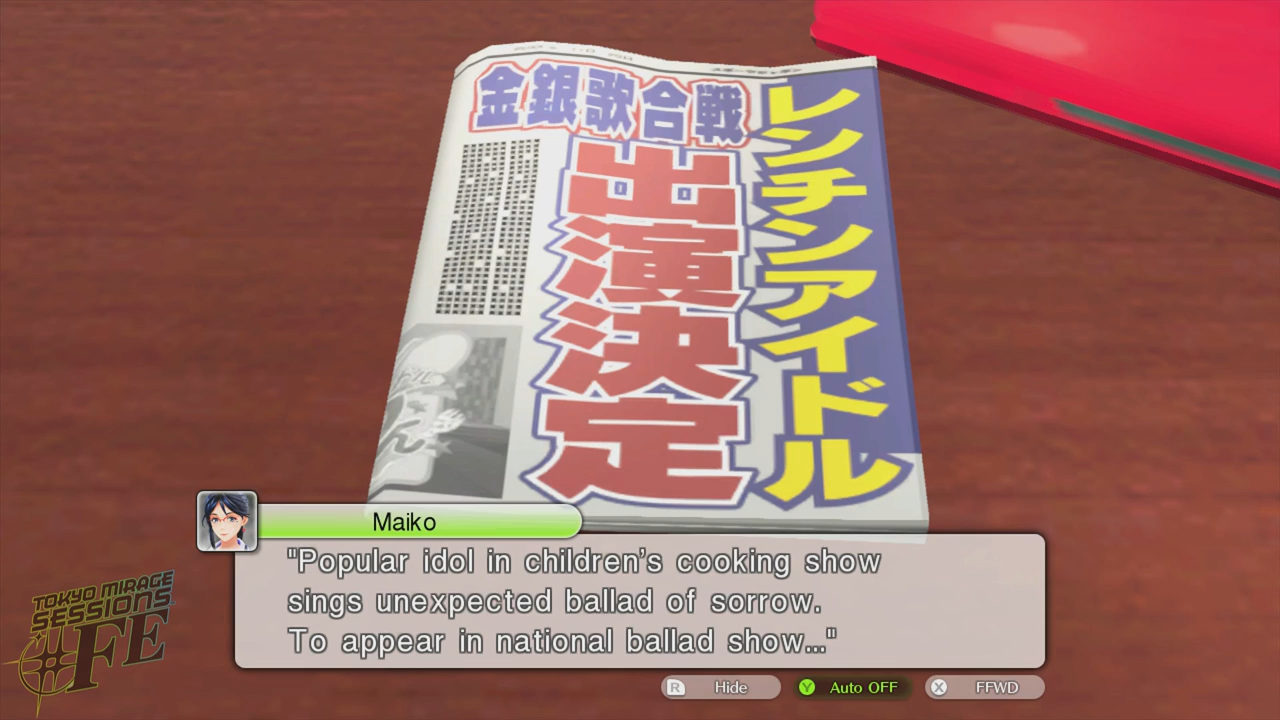 金銀歌合戦
レンチンアイドル
出演決定
Maiko
"Popular idol in children's cooking show
sings unexpected ballad of sorrow.
To appear in national ballad show..."
TOKYO MIRAGE
SESSIONS
#FE
R Hide
Y Auto OFF
X FFWD